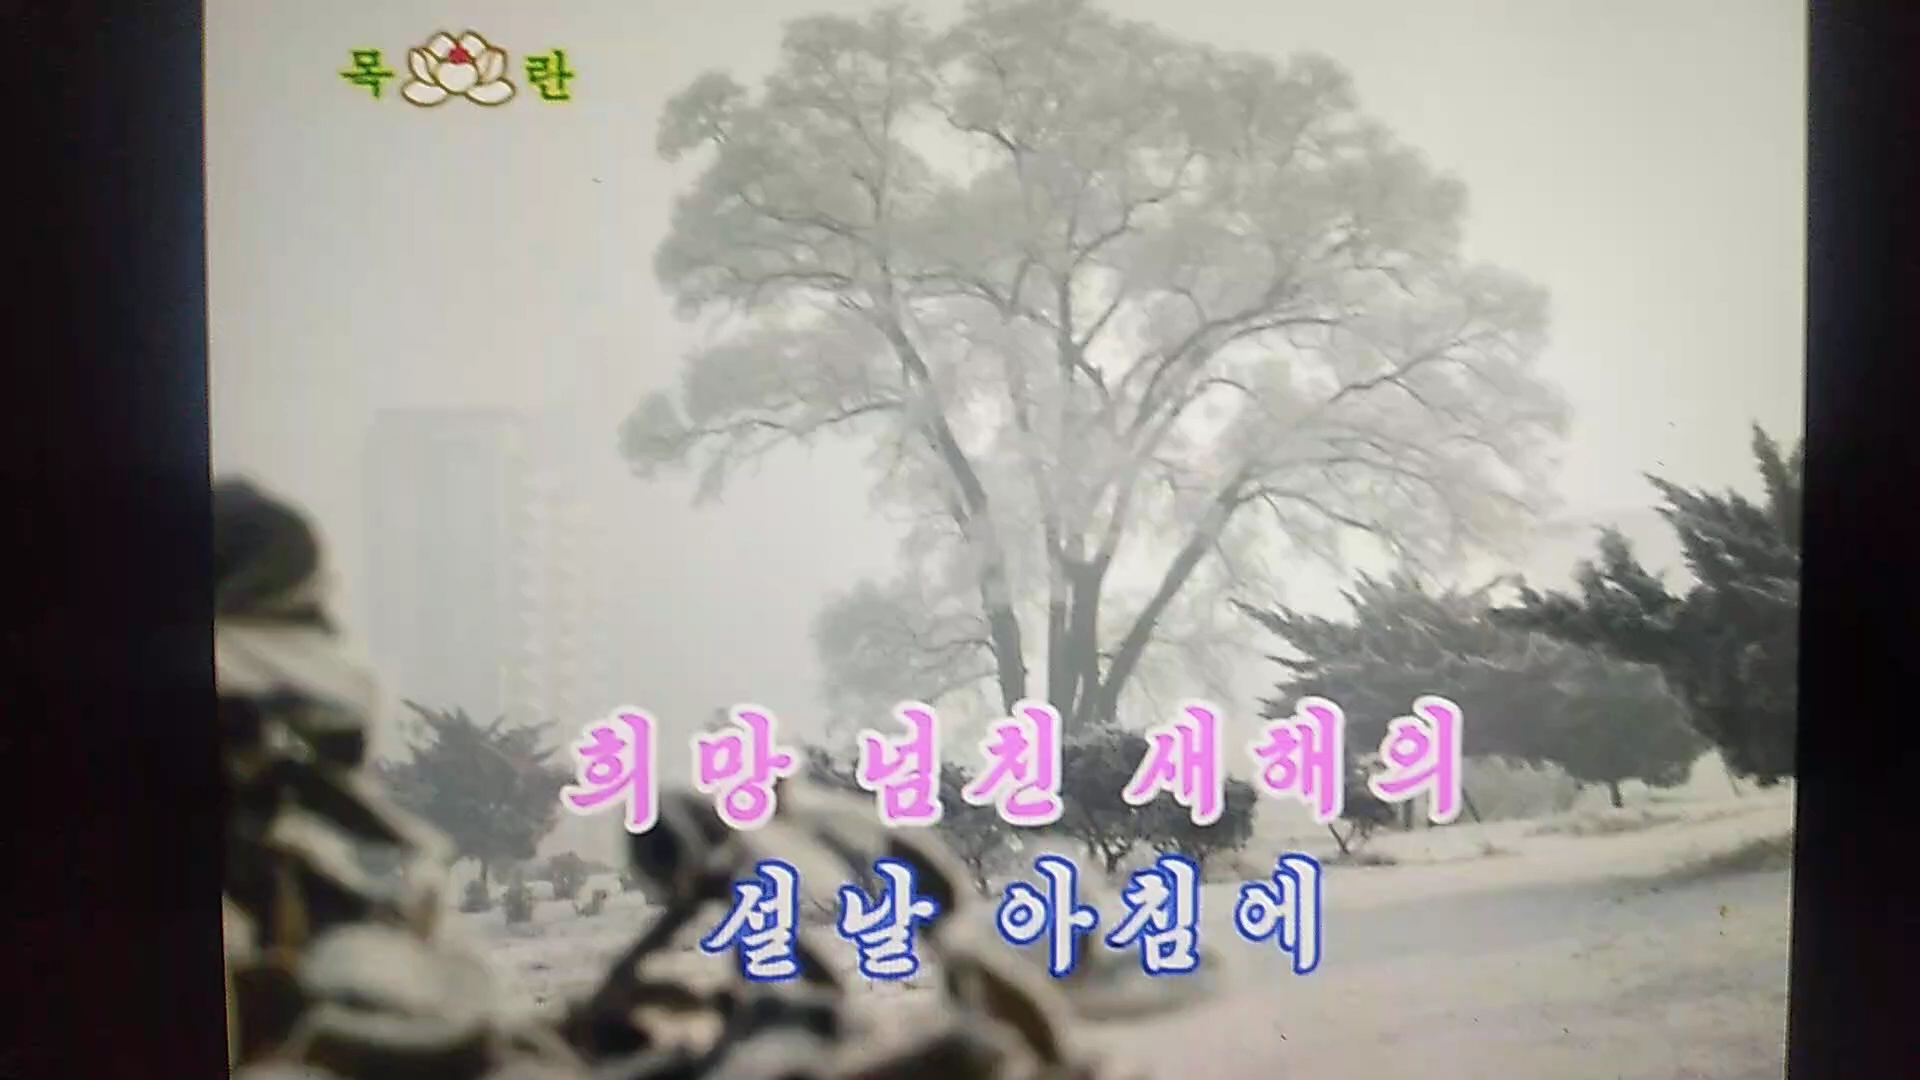 목란
희망 넘친 새해의
설날 아침에